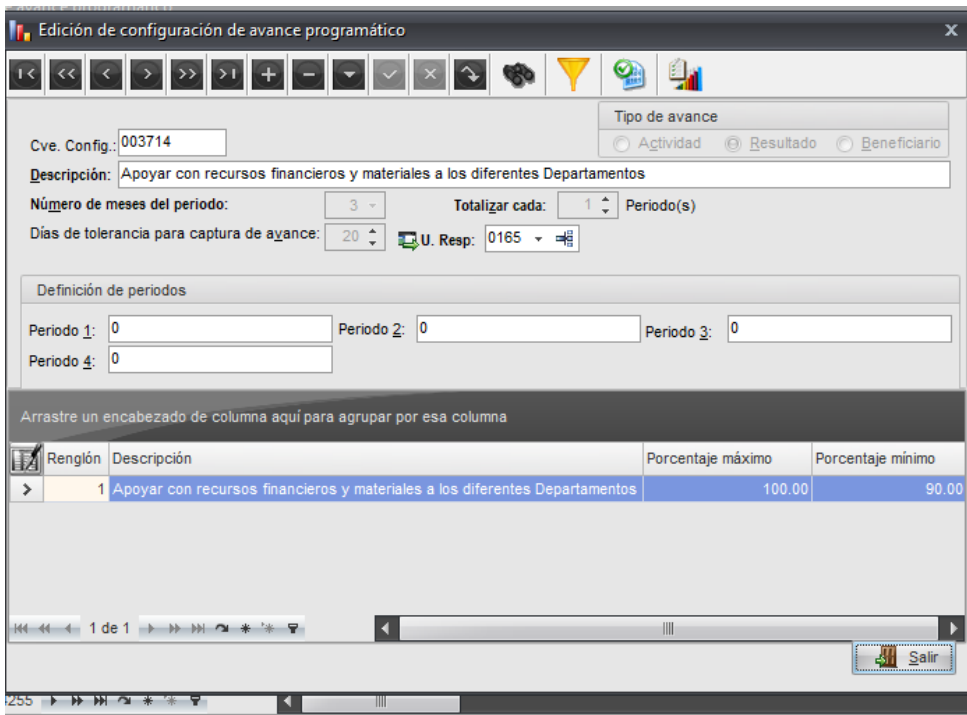 Edición de configuración de avance programático
Tipo de avance
Cve. Config.: 003714
Actividad Resultado Beneficiario
Descripción: Apoyar con recursos financieros y materiales a los diferentes Departamentos
Número de meses del periodo: 3 Totalizar cada: 1 Periodo(s)
Días de tolerancia para captura de avance: 20 U. Resp: 0165
Definición de periodos
Periodo 1: 0 Periodo 2: 0 Periodo 3: 0
Periodo 4: 0
Arrastre un encabezado de columna aquí para agrupar por esa columna
Renglón Descripción Porcentaje máximo Porcentaje mínimo
1 Apoyar con recursos financieros y materiales a los diferentes Departamentos 100.00 90.00
1 de 1
Salir
4255